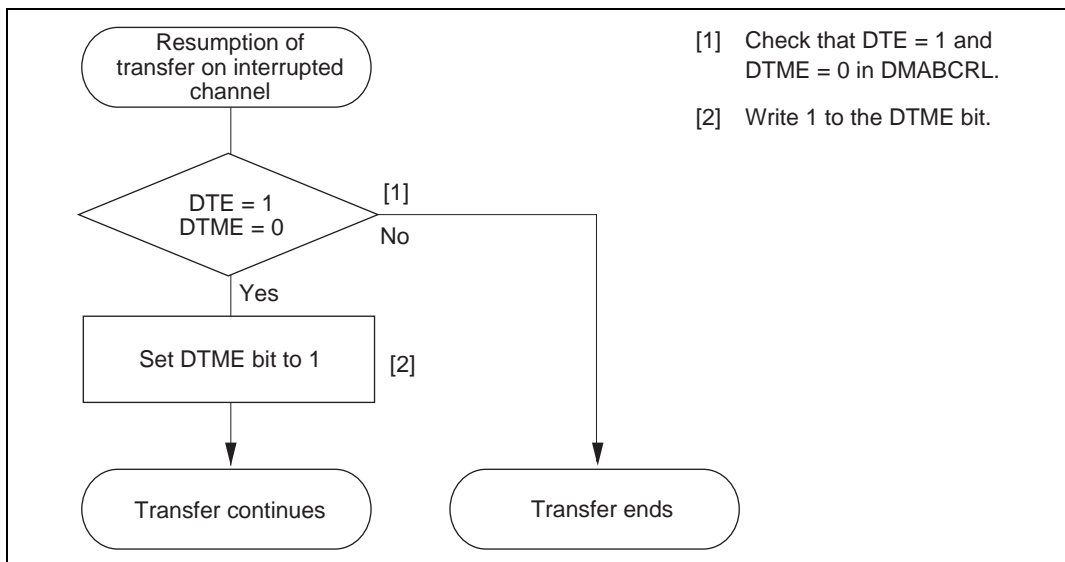 Resumption of
transfer on interrupted
channel
[1] Check that DTE = 1 and
DTME = 0 in DMABCRL.
[2] Write 1 to the DTME bit.
DTE = 1
DTME = 0
[1]
No
Yes
Set DTME bit to 1
[2]
Transfer continues
Transfer ends